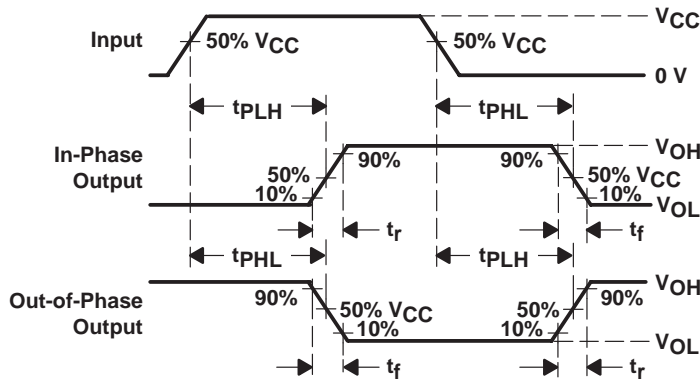 Input
50% VCC
50% VCC
VCC
0 V
tPLH
tPHL
In-Phase
Output
50%
10%
90%
90%
VOH
50% VCC
10%
VOL
tr
tf
tPHL
tPLH
Out-of-Phase
Output
90%
50% VCC
10%
50%
10%
VOH
90%
VOL
tf
tr